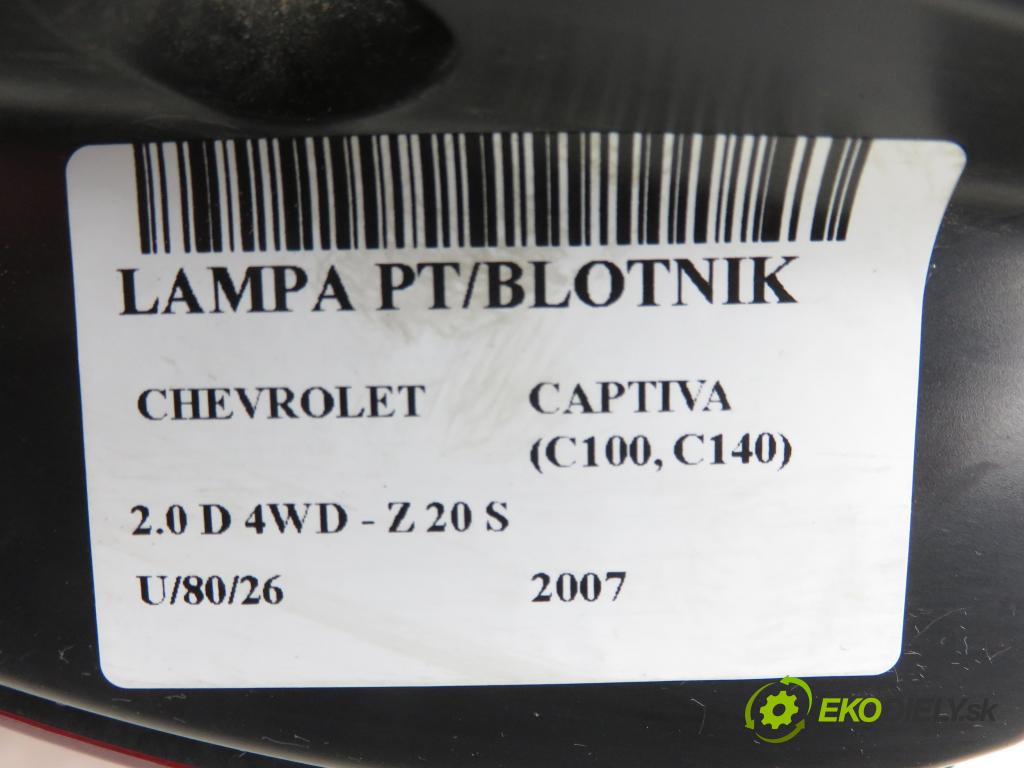 LAMPA PT/BLOTNIK
CHEVROLET CAPTIVA
(C100, C140)
2.0 D 4WD - Z 20 S
U/80/26 2007
EKODIELY.sk